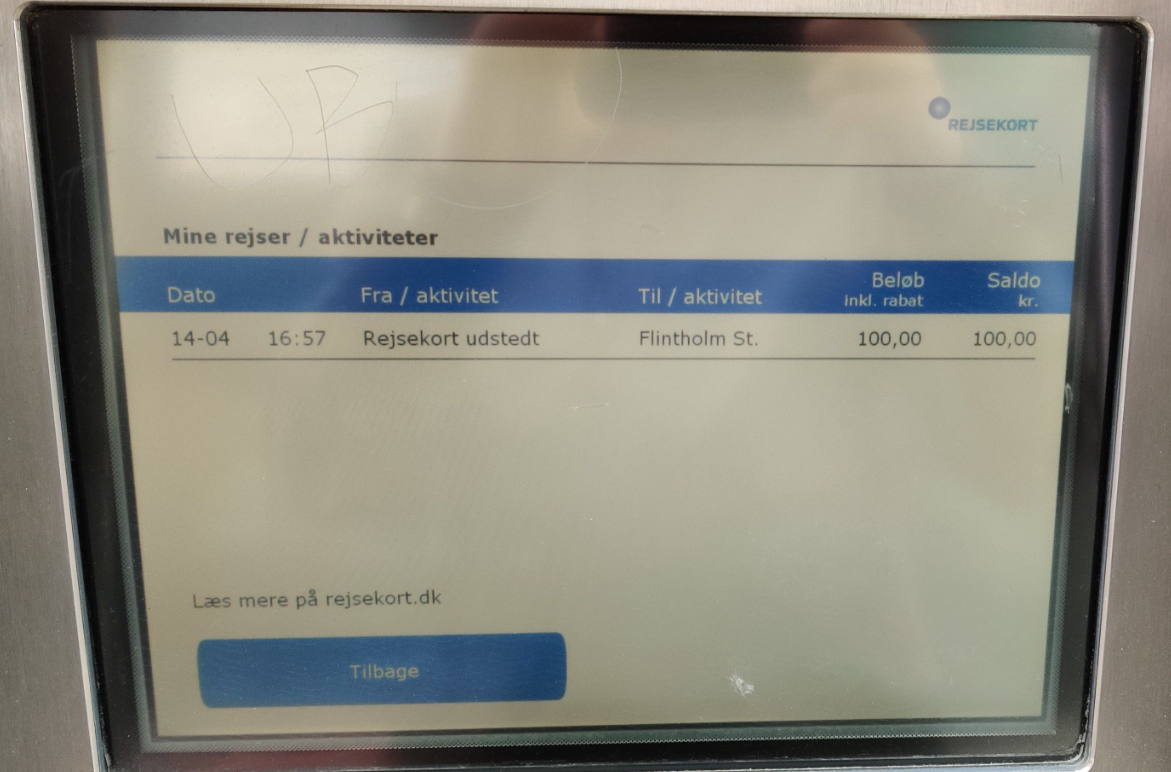 REJSEKORT
Mine rejser / aktiviteter
Dato Fra / aktivitet Til / aktivitet Beløb inkl. rabat Saldo kr.
14-04 16:57 Rejsekort udstedt Flintholm St. 100,00 100,00
Læs mere på rejsekort.dk
Tilbage